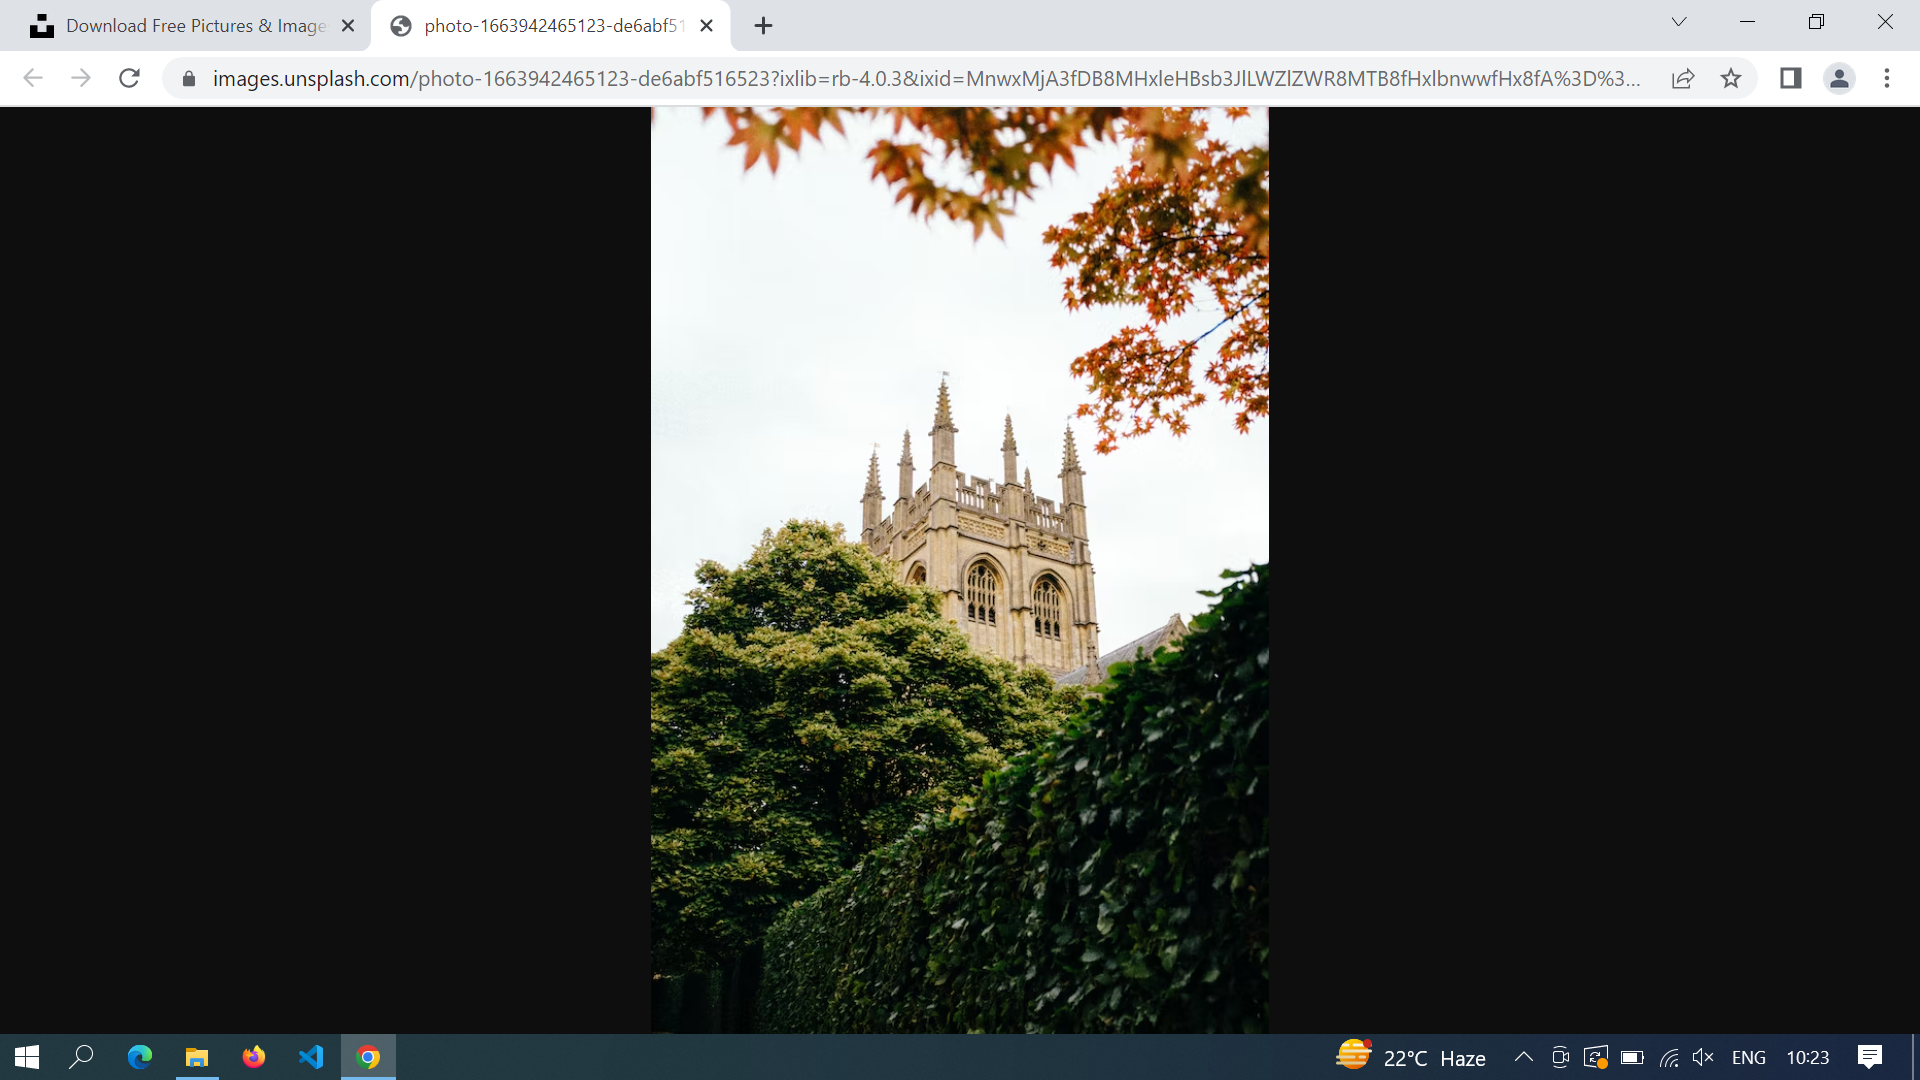 Download Free Pictures & Image
photo-1663942465123-de6abf51
images.unsplash.com/photo-1663942465123-de6abf516523?ixlib=rb-4.0.3&ixid=MnwxMjA3fDB8MHxleHBsb3JlLWZlZWR8MTB8fHxlbnwwfHx8fA%3D%3...
22°C Haze
ENG
10:23